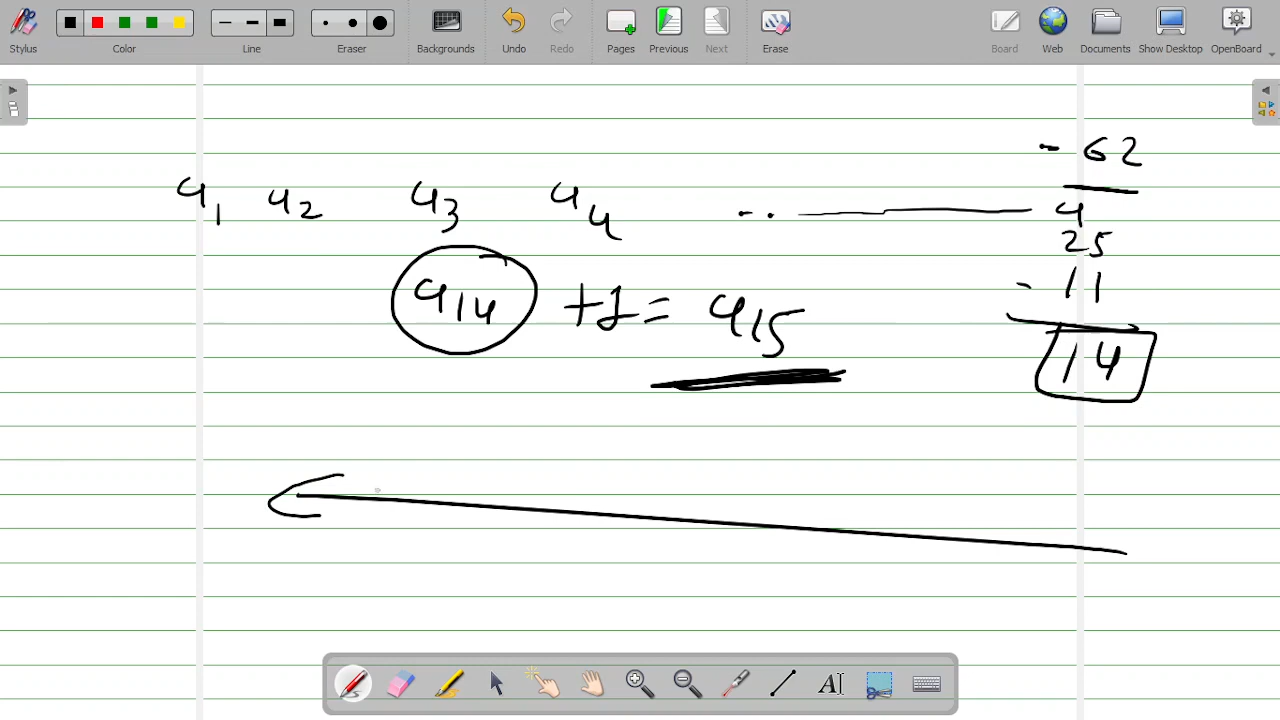 Stylus Color Line Eraser Backgrounds Undo Redo Pages Previous Next Erase Board Web Documents Show Desktop OpenBoard
- 62
a1 a2 a3 a4 .. a
25
a14 +1 = a15
- 11
14